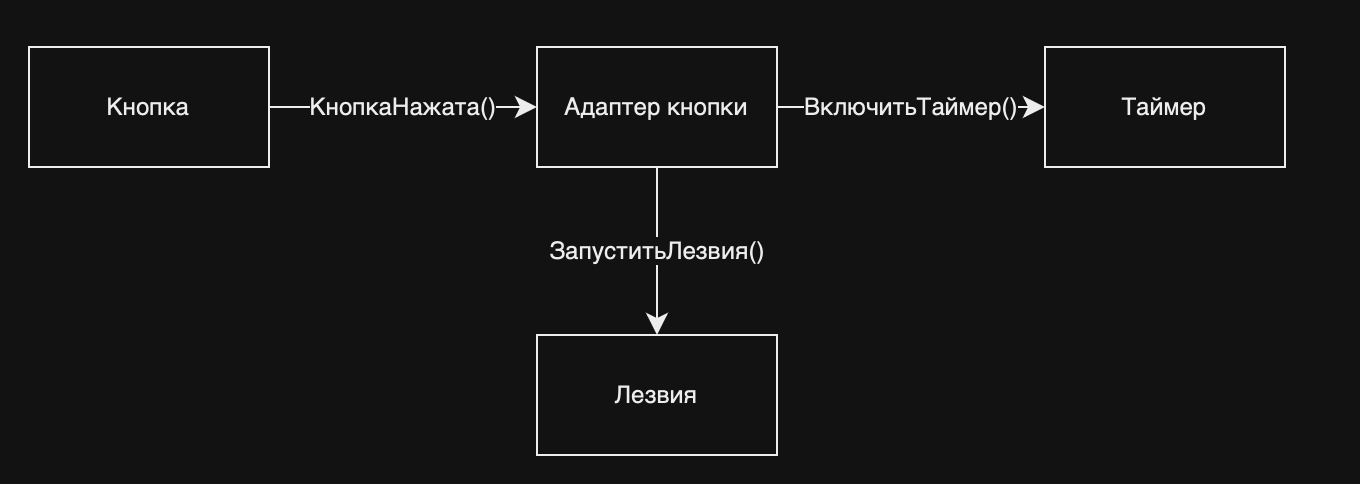 Кнопка
КнопкаНажата()
Адаптер кнопки
ВключитьТаймер()
Таймер
ЗапуститьЛезвия()
Лезвия